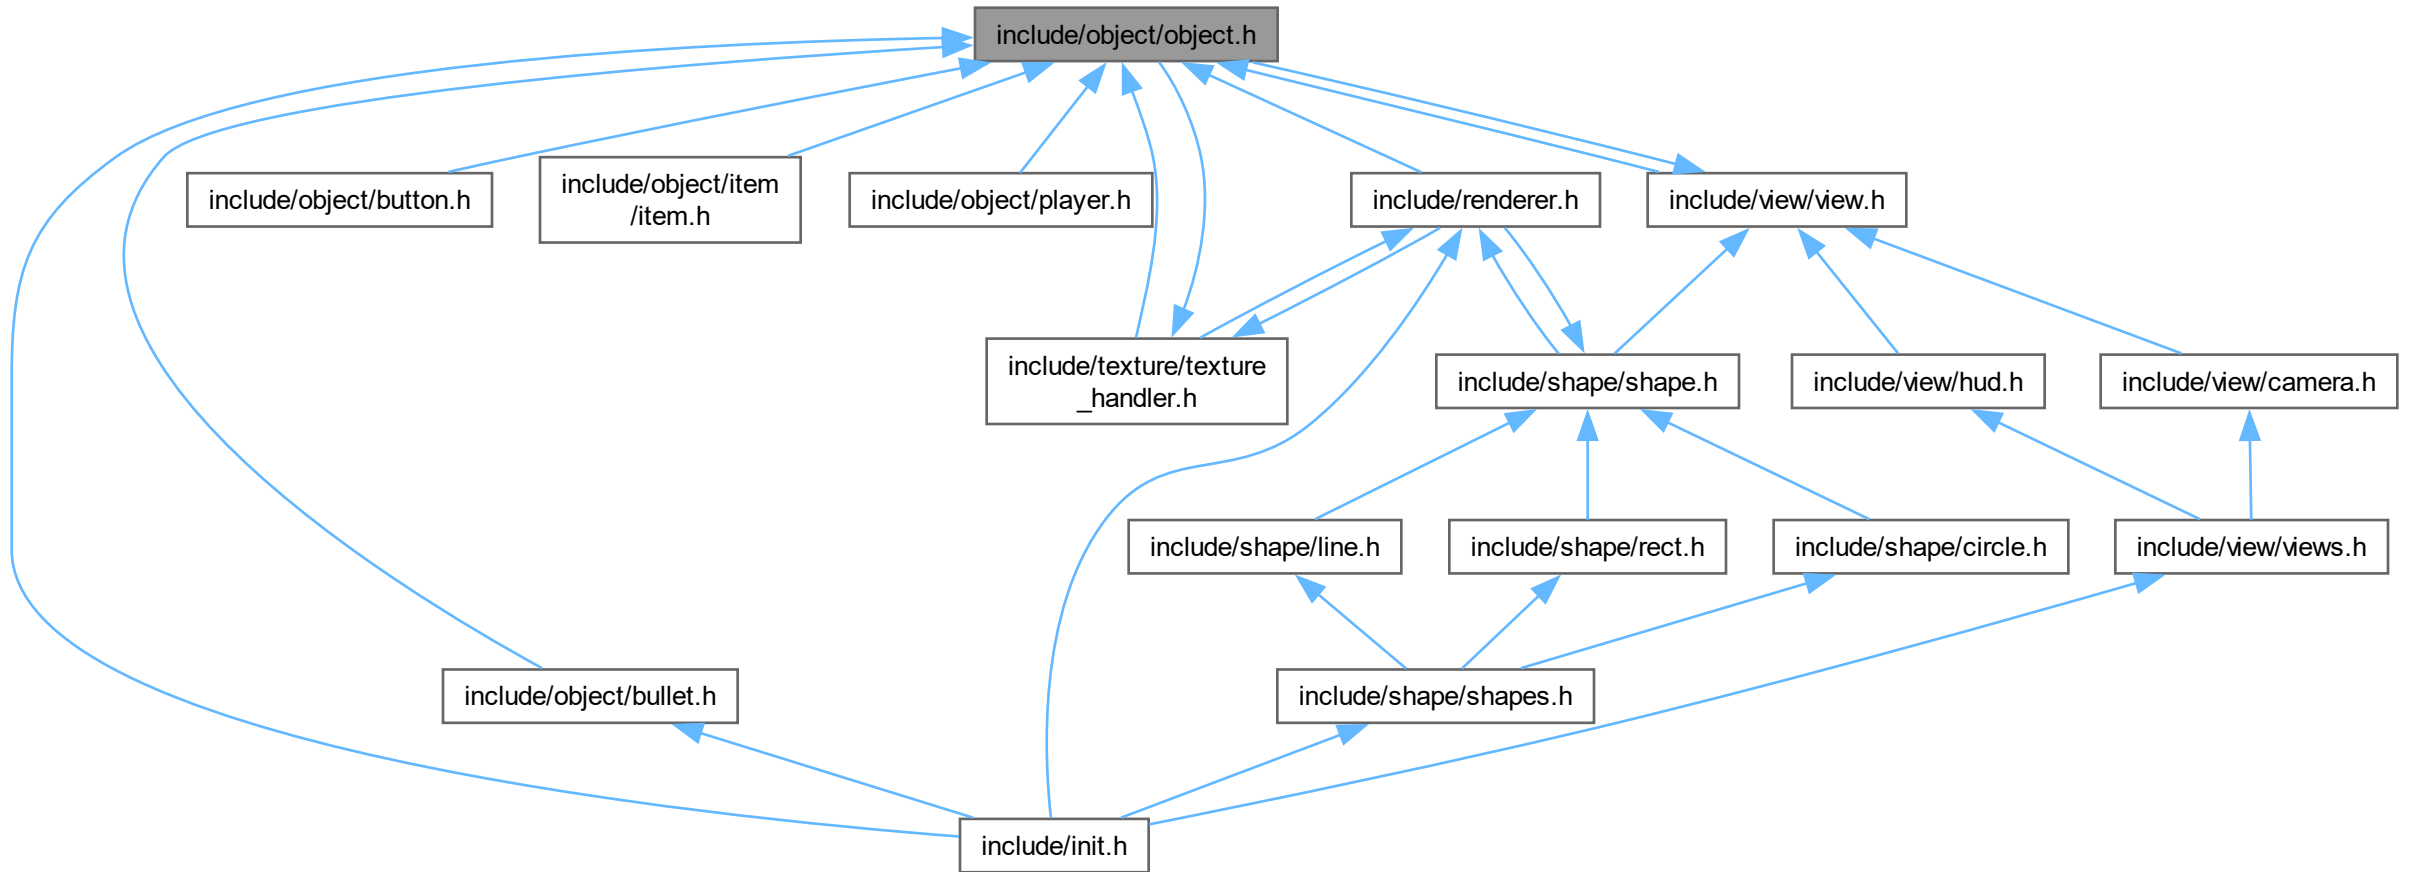 include/object/object.h
include/object/button.h
include/object/item
/item.h
include/object/player.h
include/renderer.h
include/view/view.h
include/texture/texture
_handler.h
include/shape/shape.h
include/view/hud.h
include/view/camera.h
include/shape/line.h
include/shape/rect.h
include/shape/circle.h
include/view/views.h
include/object/bullet.h
include/shape/shapes.h
include/init.h